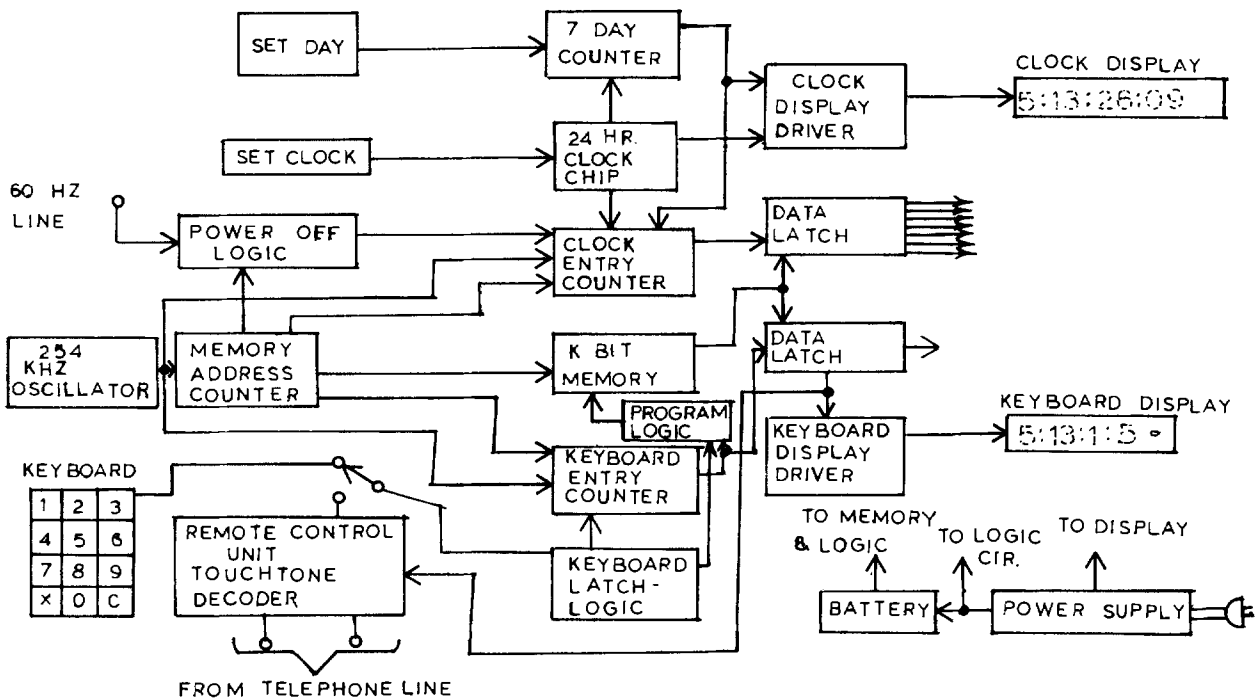 SET DAY
7 DAY
COUNTER
CLOCK
DISPLAY
DRIVER
CLOCK DISPLAY
5:13:26:09
SET CLOCK
24 HR.
CLOCK
CHIP
60 HZ
LINE
POWER OFF
LOGIC
CLOCK
ENTRY
COUNTER
DATA
LATCH
254
KHZ
OSCILLATOR
MEMORY
ADDRESS
COUNTER
K BIT
MEMORY
DATA
LATCH
PROGRAM
LOGIC
KEYBOARD
ENTRY
COUNTER
KEYBOARD
DISPLAY
DRIVER
KEYBOARD DISPLAY
5:13:1:5
KEYBOARD
1 2 3
4 5 6
7 8 9
X 0 C
REMOTE CONTROL
UNIT
TOUCHTONE
DECODER
KEYBOARD
LATCH-
LOGIC
TO MEMORY
& LOGIC
TO LOGIC
CIR.
TO DISPLAY
BATTERY
POWER SUPPLY
FROM TELEPHONE LINE